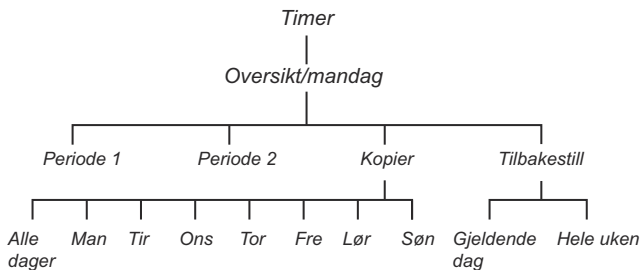 Timer
Oversikt/mandag
Periode 1 Periode 2 Kopier Tilbakestill
Alle dager Man Tir Ons Tor Fre Lør Søn Gjeldende dag Hele uken